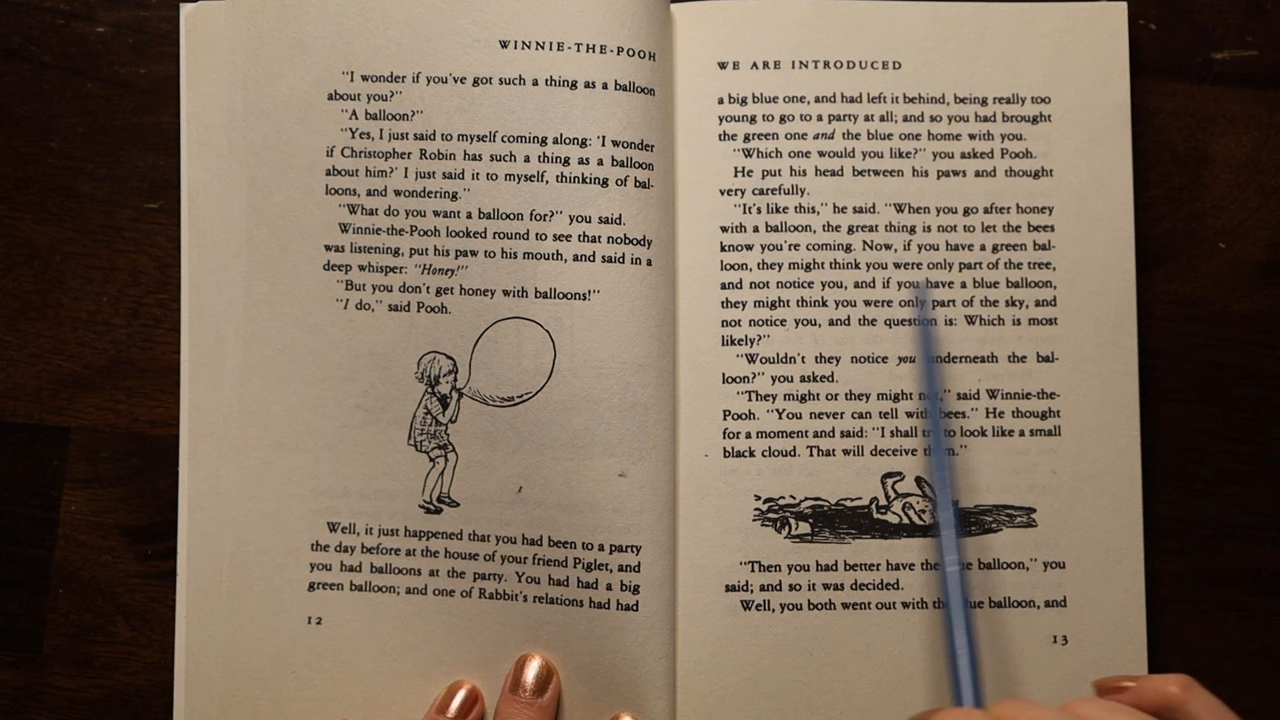 WINNIE-THE-POOH
"I wonder if you've got such a thing as a balloon
about you?"
"A balloon?"
"Yes, I just said to myself coming along: 'I wonder
if Christopher Robin has such a thing as a balloon
about him?' I just said it to myself, thinking of bal-
loons, and wondering."
"What do you want a balloon for?" you said.
Winnie-the-Pooh looked round to see that nobody
was listening, put his paw to his mouth, and said in a
deep whisper: "Honey!"
"But you don't get honey with balloons!"
"I do," said Pooh.
Well, it just happened that you had been to a party
the day before at the house of your friend Piglet, and
you had balloons at the party. You had had a big
green balloon; and one of Rabbit's relations had had
12
WE ARE INTRODUCED
a big blue one, and had left it behind, being really too
young to go to a party at all; and so you had brought
the green one and the blue one home with you.
"Which one would you like?" you asked Pooh.
He put his head between his paws and thought
very carefully.
"It's like this," he said. "When you go after honey
with a balloon, the great thing is not to let the bees
know you're coming. Now, if you have a green bal-
loon, they might think you were only part of the tree,
and not notice you, and if you have a blue balloon,
they might think you were only part of the sky, and
not notice you, and the question is: Which is most
likely?"
"Wouldn't they notice you underneath the bal-
loon?" you asked.
"They might or they might not," said Winnie-the-
Pooh. "You never can tell with bees." He thought
for a moment and said: "I shall try to look like a small
black cloud. That will deceive them."
"Then you had better have the blue balloon," you
said; and so it was decided.
Well, you both went out with the blue balloon, and
13